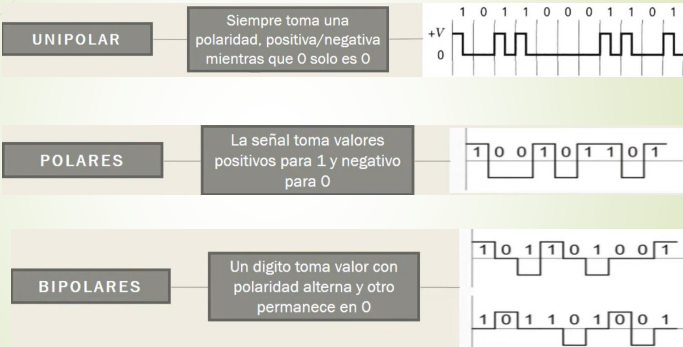 1 0 1 1 0 0 0 1 1 0 1
UNIPOLAR
Siempre toma una
polaridad, positiva/negativa
mientras que 0 solo es 0
+V
0
POLARES
La señal toma valores
positivos para 1 y negativo
para 0
1 0 0 1 0 1 1 0 1
BIPOLARES
Un digito toma valor con
polaridad alterna y otro
permanece en 0
1 0 1 1 0 1 0 0 1
1 0 1 1 0 1 0 0 1